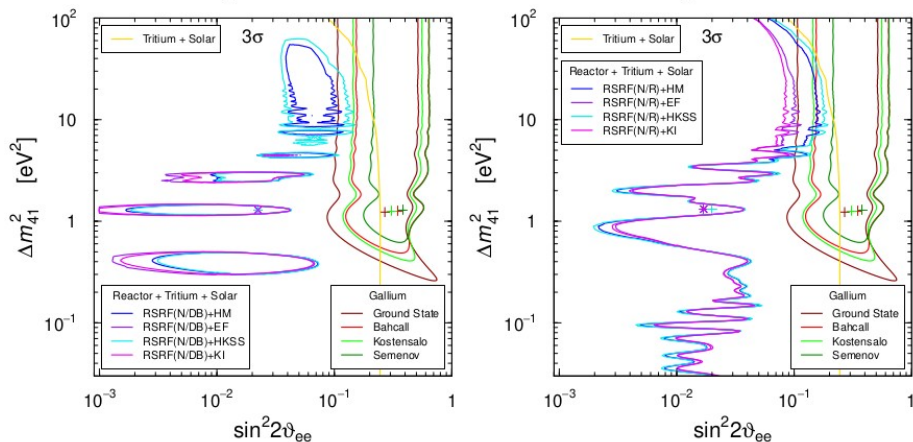 Tritium + Solar
3σ
Reactor + Tritium + Solar
RSRF(N/DB)+HM
RSRF(N/DB)+EF
RSRF(N/DB)+HKSS
RSRF(N/DB)+KI
Gallium
Ground State
Bahcall
Kostensalo
Semenov
10²
10
1
10⁻¹
Δm²₄₁ [eV²]
10⁻³ 10⁻² 10⁻¹ 1
sin²2ϑₑₑ
Tritium + Solar
3σ
Reactor + Tritium + Solar
RSRF(N/R)+HM
RSRF(N/R)+EF
RSRF(N/R)+HKSS
RSRF(N/R)+KI
Gallium
Ground State
Bahcall
Kostensalo
Semenov
10²
10
1
10⁻¹
Δm²₄₁ [eV²]
10⁻³ 10⁻² 10⁻¹ 1
sin²2ϑₑₑ